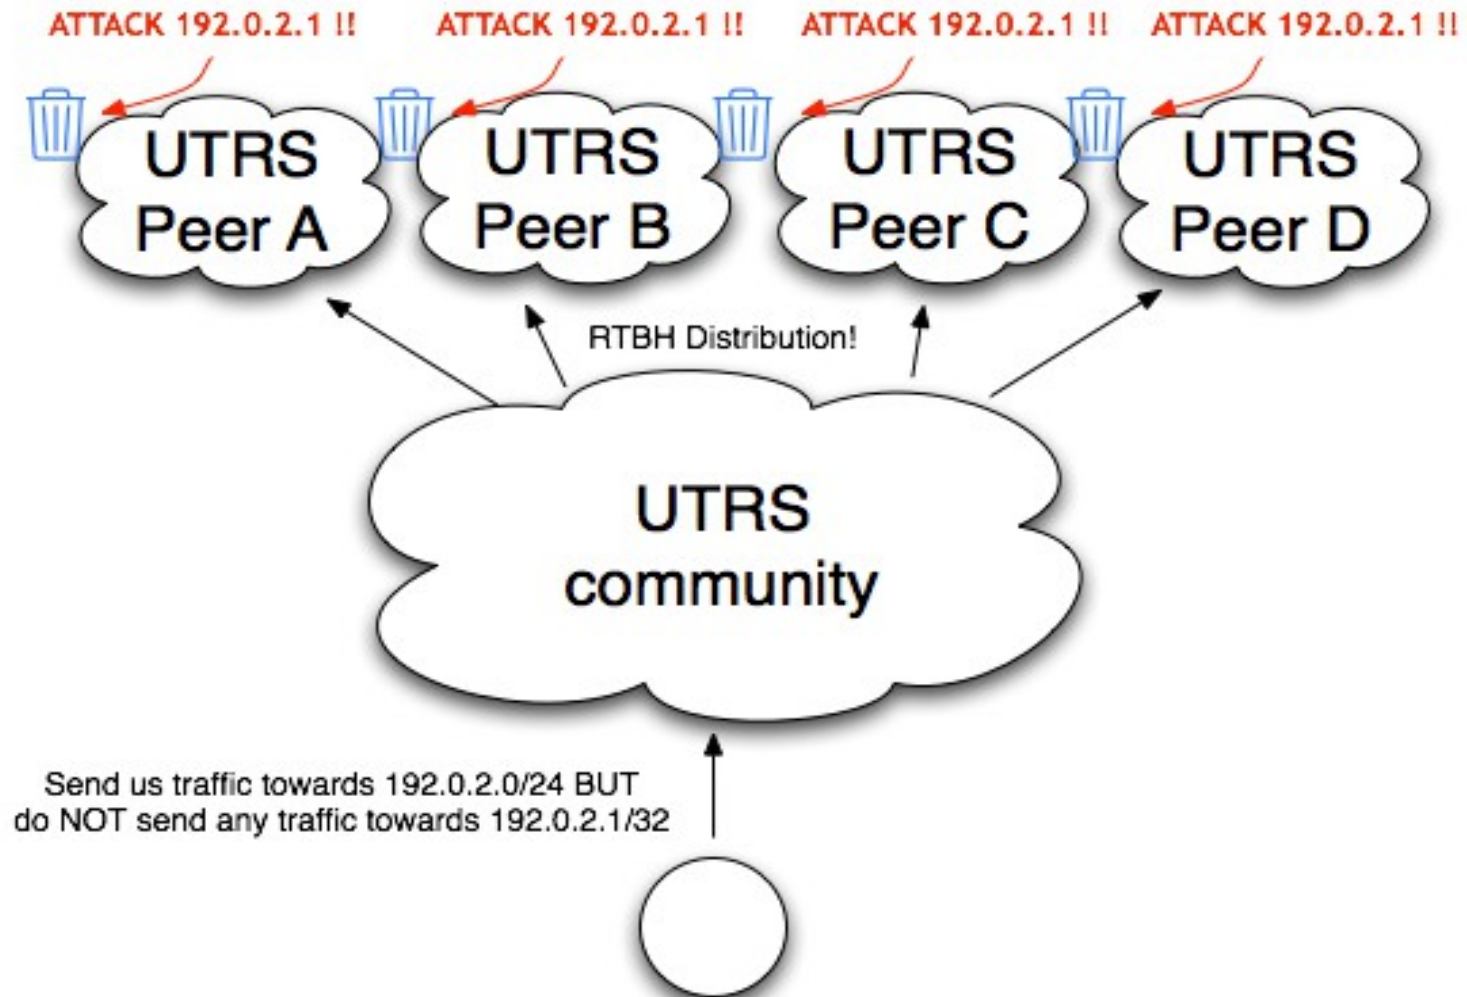 ATTACK 192.0.2.1 !!
ATTACK 192.0.2.1 !!
ATTACK 192.0.2.1 !!
ATTACK 192.0.2.1 !!
UTRS
Peer A
UTRS
Peer B
UTRS
Peer C
UTRS
Peer D
RTBH Distribution!
UTRS
community
Send us traffic towards 192.0.2.0/24 BUT
do NOT send any traffic towards 192.0.2.1/32